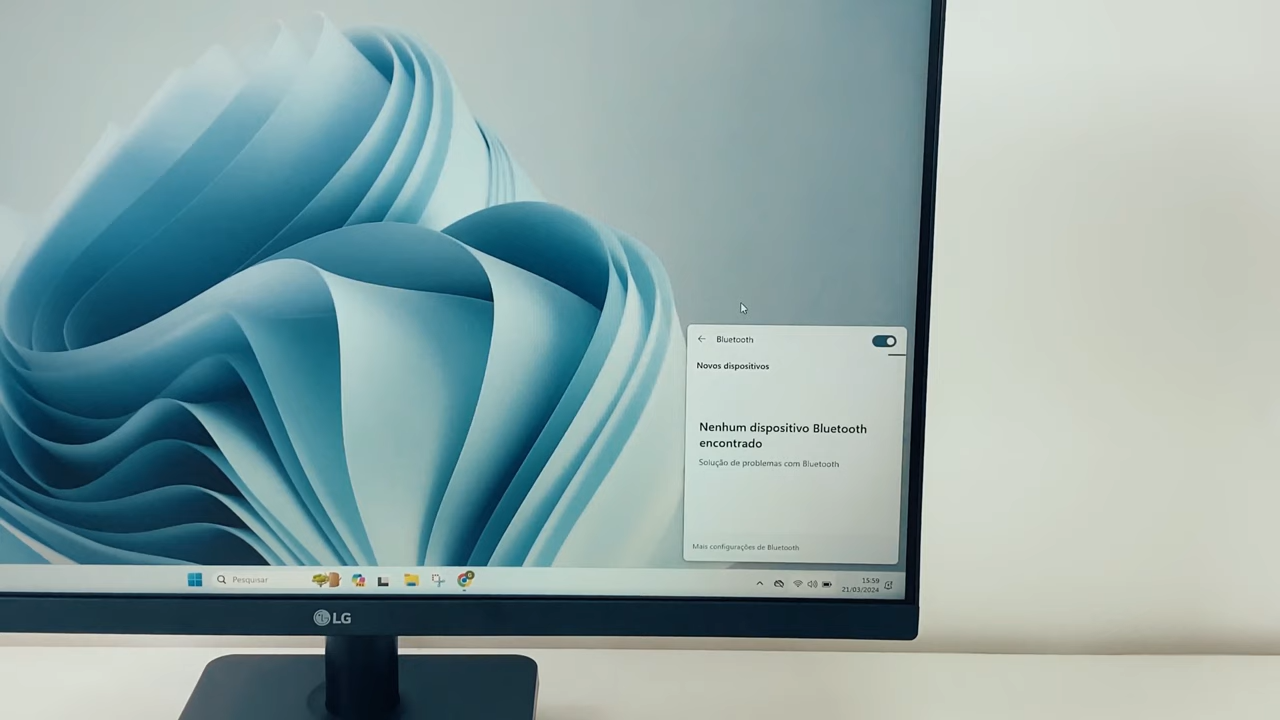 Bluetooth
Novos dispositivos
Nenhum dispositivo Bluetooth
encontrado
Solução de problemas com Bluetooth
Mais configurações de Bluetooth
Pesquisar
15:59
21/03/2024
LG